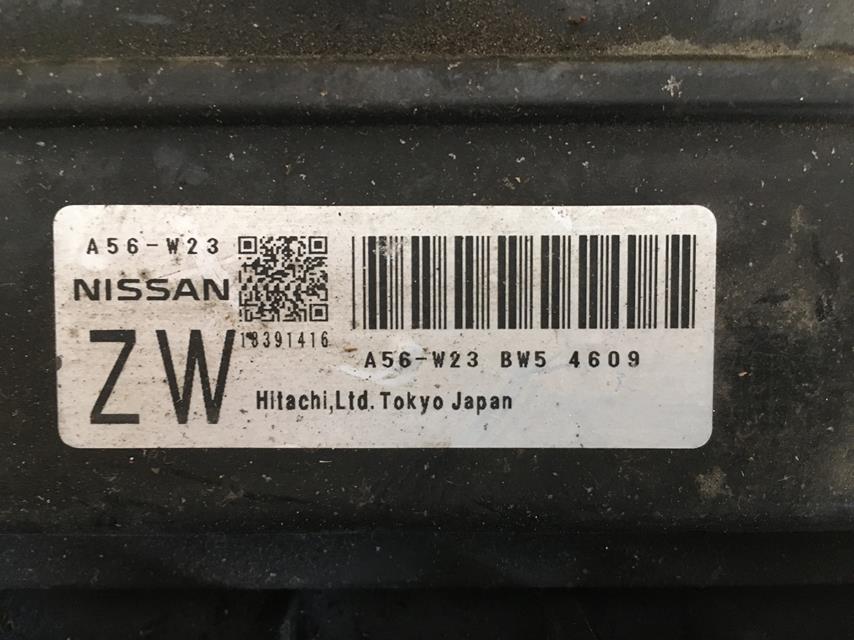 A56-W23
NISSAN
ZW
18391416
A56-W23 BW5 4609
Hitachi,Ltd. Tokyo Japan